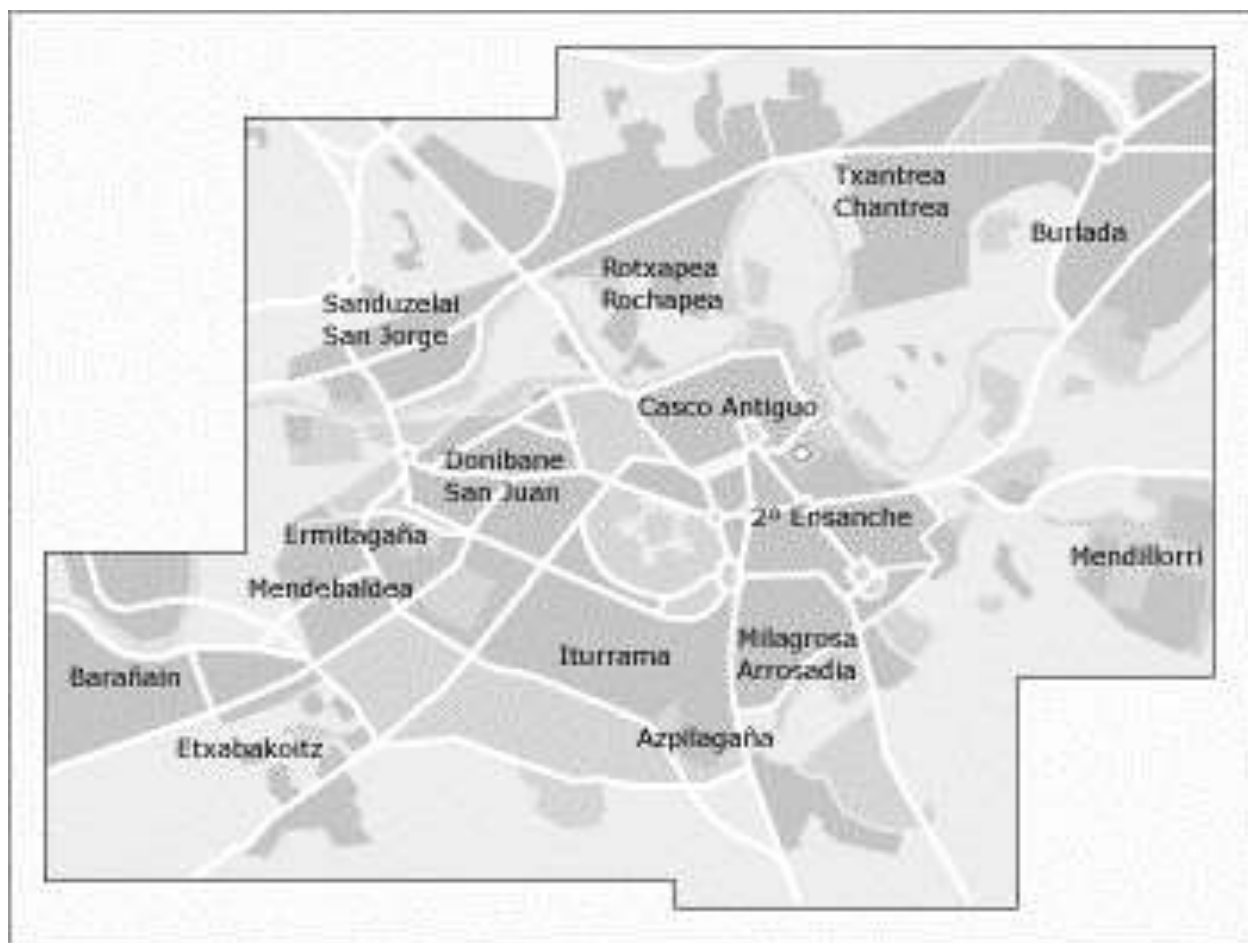 Txantrea
Chantrea
Burlada
Rotxapea
Rochapea
Sanduzelai
San Jorge
Casco Antiguo
Donibane
San Juan
2º Ensanche
Ermitagaña
Mendillorri
Mendebaldea
Milagrosa
Arrosadia
Iturrama
Barañain
Azpilagaña
Etxabakoitz